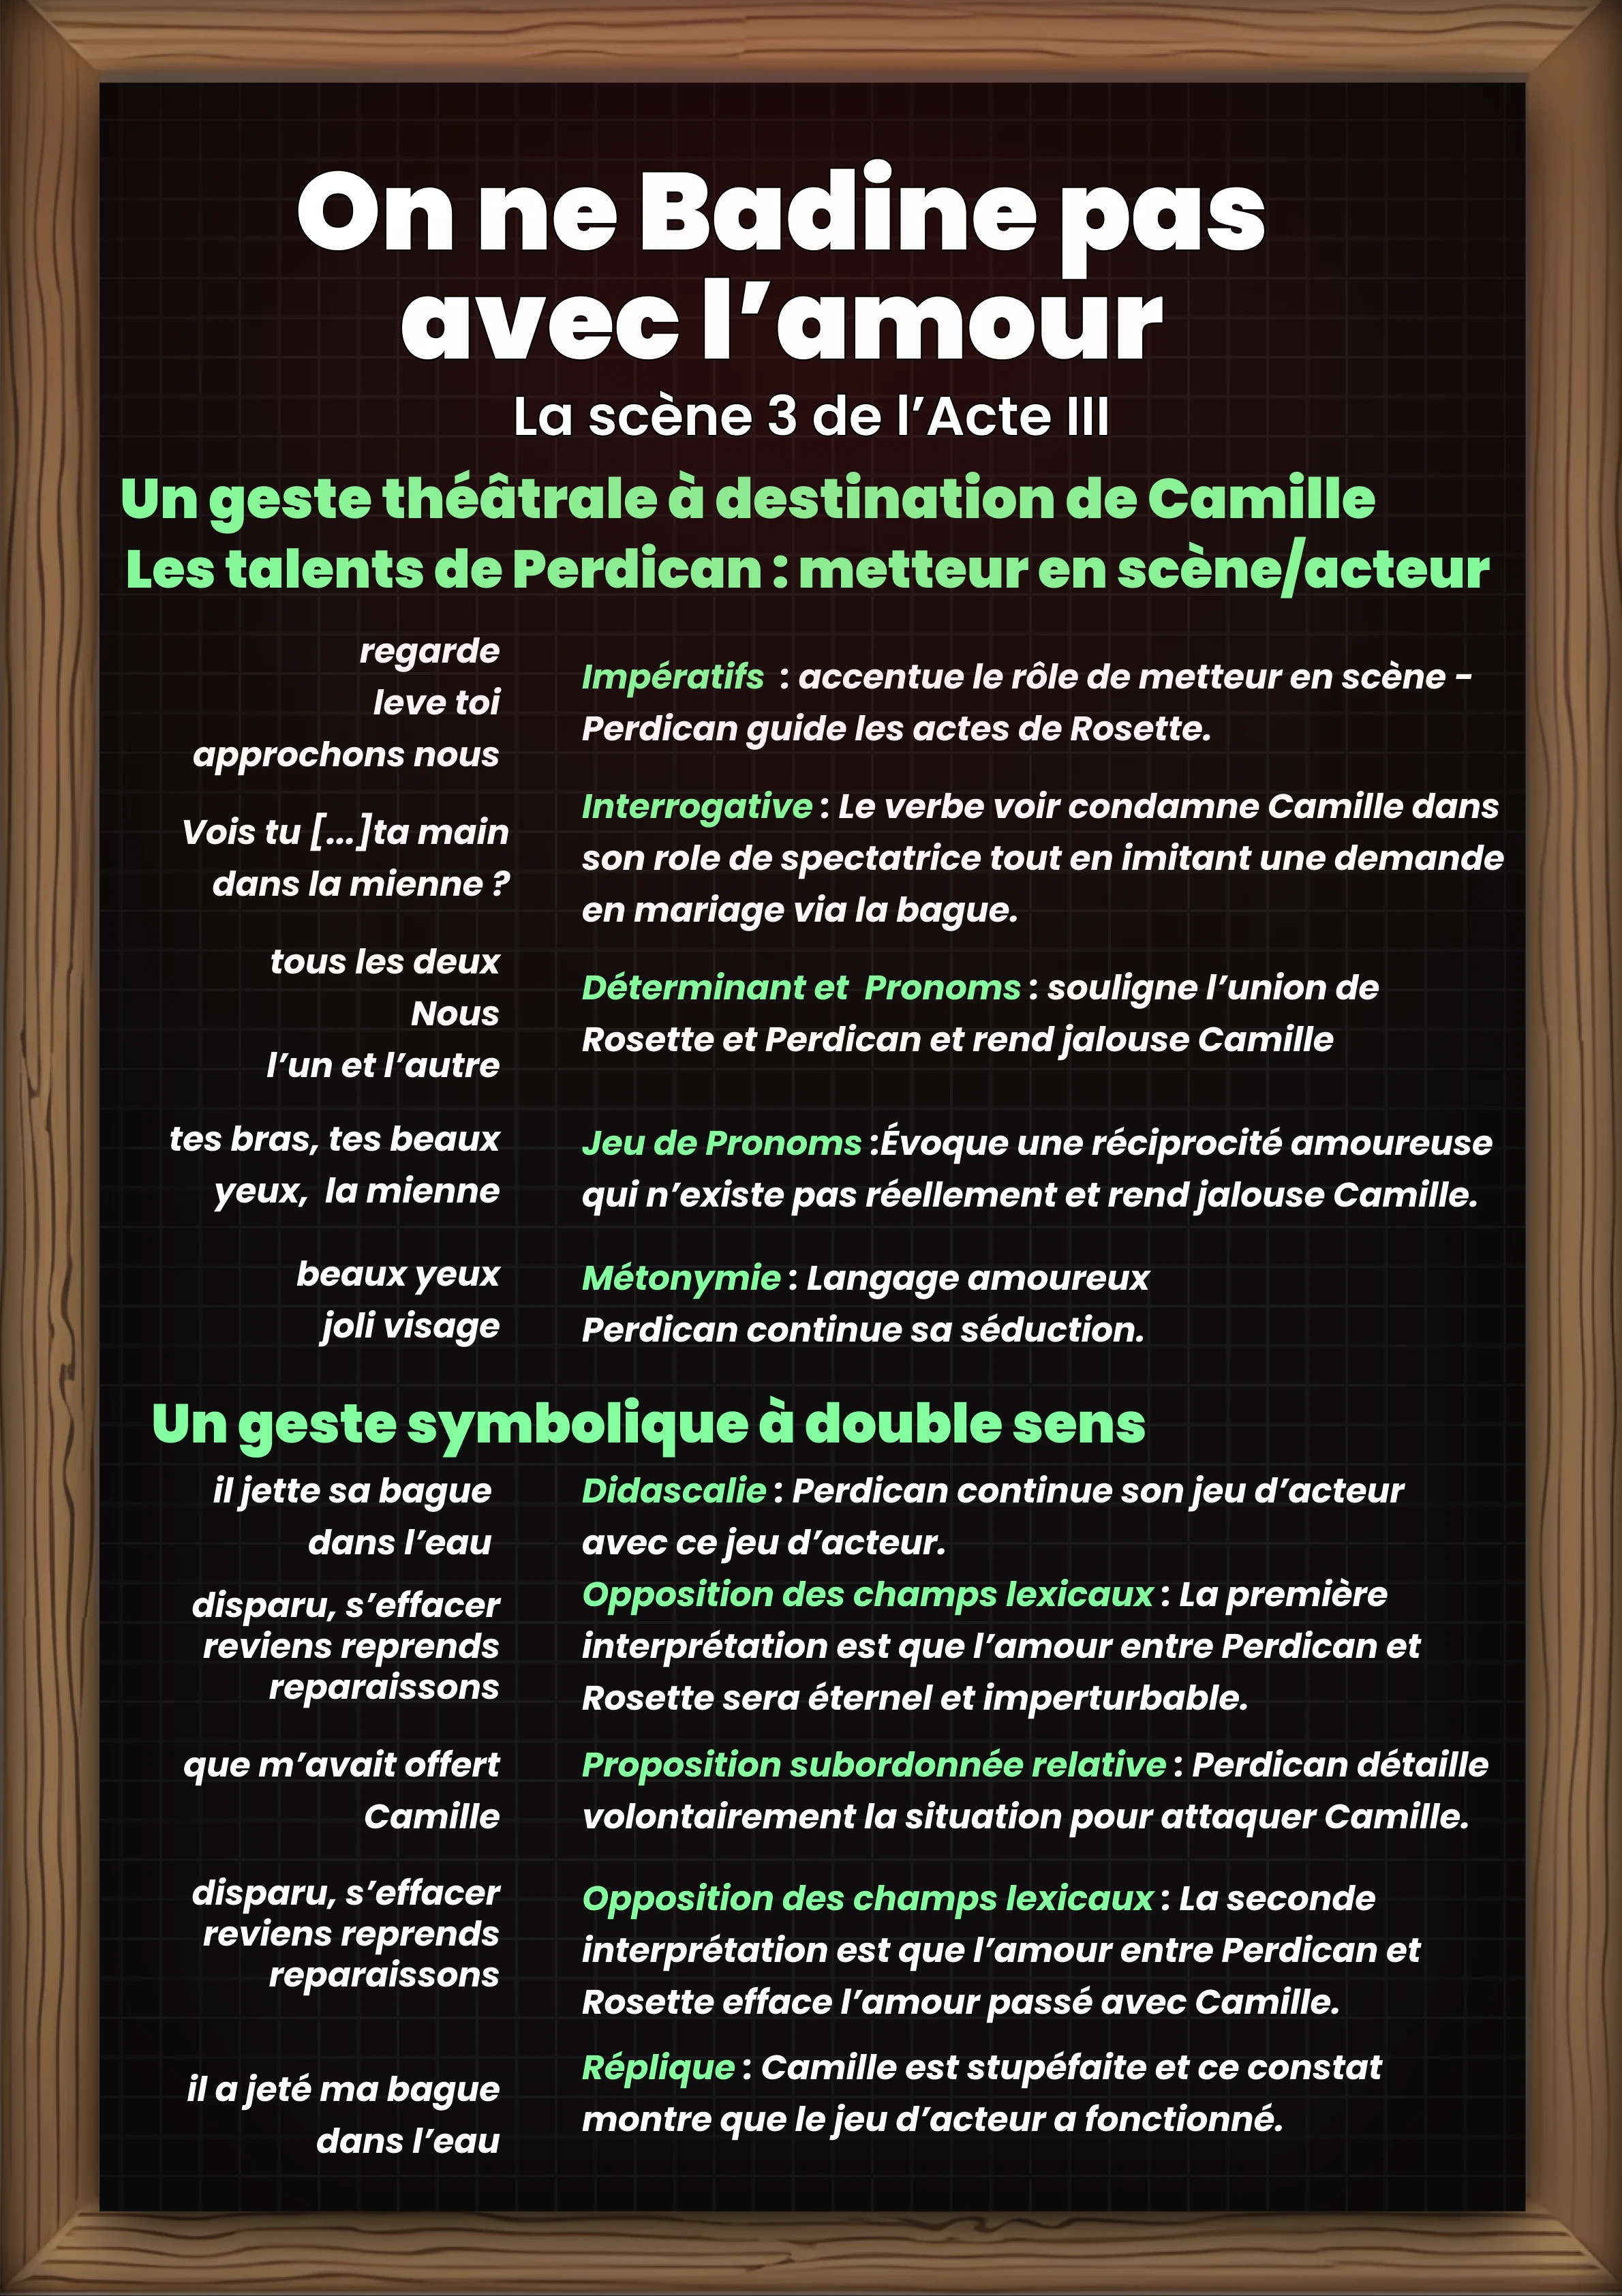 On ne Badine pas
avec l’amour
La scène 3 de l’Acte III
Un geste théâtrale à destination de Camille
Les talents de Perdican : metteur en scène/acteur
regarde
leve toi
approchons nous
Impératifs : accentue le rôle de metteur en scène -
Perdican guide les actes de Rosette.
Vois tu [...]ta main
dans la mienne ?
Interrogative : Le verbe voir condamne Camille dans
son role de spectatrice tout en imitant une demande
en mariage via la bague.
tous les deux
Nous
l’un et l’autre
Déterminant et Pronoms : souligne l’union de
Rosette et Perdican et rend jalouse Camille
tes bras, tes beaux
yeux, la mienne
Jeu de Pronoms :Évoque une réciprocité amoureuse
qui n’existe pas réellement et rend jalouse Camille.
beaux yeux
joli visage
Métonymie : Langage amoureux
Perdican continue sa séduction.
Un geste symbolique à double sens
il jette sa bague
dans l’eau
Didascalie : Perdican continue son jeu d’acteur
avec ce jeu d’acteur.
disparu, s’effacer
reviens reprends
reparaissons
Opposition des champs lexicaux : La première
interprétation est que l’amour entre Perdican et
Rosette sera éternel et imperturbable.
que m’avait offert
Camille
Proposition subordonnée relative : Perdican détaille
volontairement la situation pour attaquer Camille.
disparu, s’effacer
reviens reprends
reparaissons
Opposition des champs lexicaux : La seconde
interprétation est que l’amour entre Perdican et
Rosette efface l’amour passé avec Camille.
il a jeté ma bague
dans l’eau
Réplique : Camille est stupéfaite et ce constat
montre que le jeu d’acteur a fonctionné.